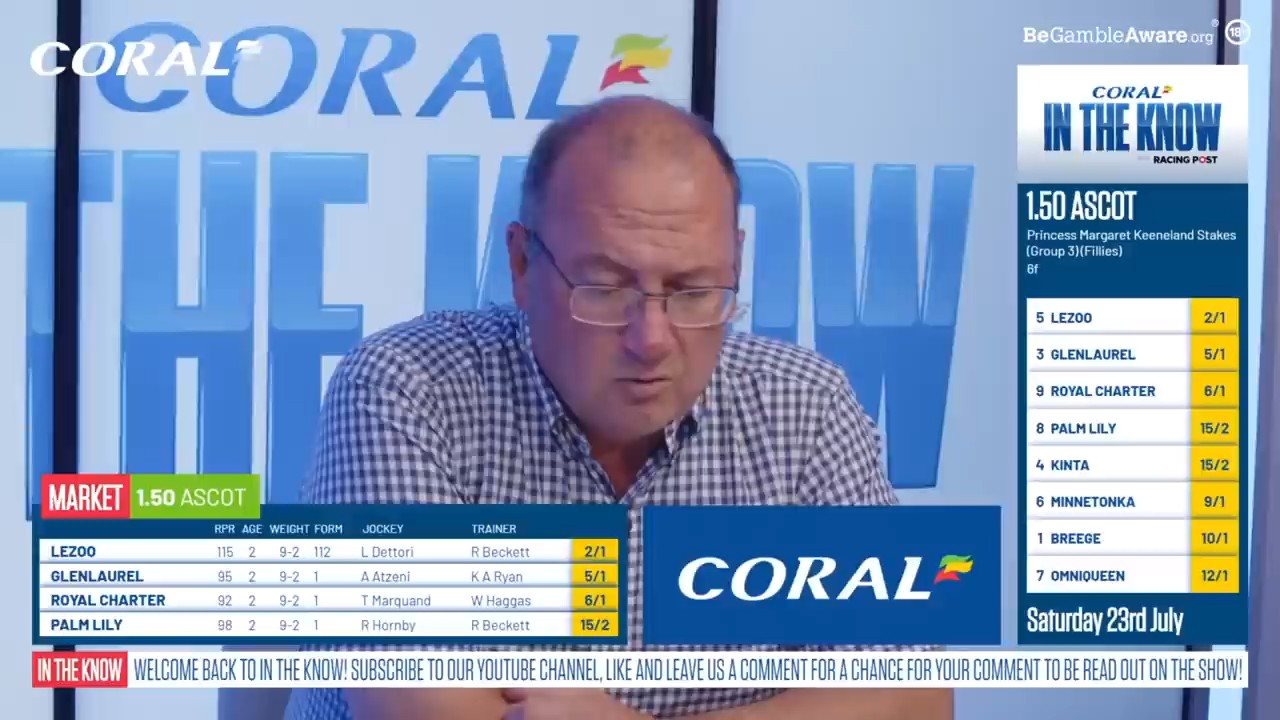 CORAL
CORAL
THE KNOW
BeGambleAware.org® 18+
CORAL
IN THE KNOW
RACING POST
1.50 ASCOT
Princess Margaret Keeneland Stakes
(Group 3)(Fillies)
6f
5 LEZOO 2/1
3 GLENLAUREL 5/1
9 ROYAL CHARTER 6/1
8 PALM LILY 15/2
4 KINTA 15/2
6 MINNETONKA 9/1
1 BREEGE 10/1
7 OMNIQUEEN 12/1
Saturday 23rd July
MARKET 1.50 ASCOT
RPR AGE WEIGHT FORM JOCKEY TRAINER
LEZOO 115 2 9-2 112 L Dettori R Beckett 2/1
GLENLAUREL 95 2 9-2 1 A Atzeni K A Ryan 5/1
ROYAL CHARTER 92 2 9-2 1 T Marquand W Haggas 6/1
PALM LILY 98 2 9-2 1 R Hornby R Beckett 15/2
CORAL
IN THE KNOW WELCOME BACK TO IN THE KNOW! SUBSCRIBE TO OUR YOUTUBE CHANNEL, LIKE AND LEAVE US A COMMENT FOR A CHANCE FOR YOUR COMMENT TO BE READ OUT ON THE SHOW!